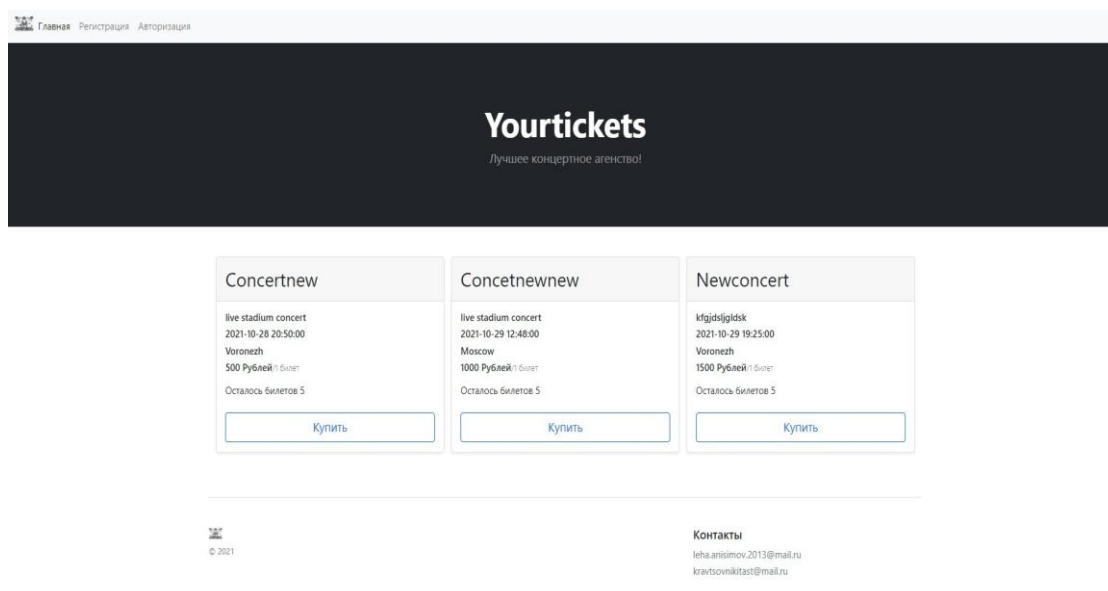 Главная Регистрация Авторизация
Yourtickets
Лучшее концертное агенство!
Concertnew
live stadium concert
2021-10-28 20:50:00
Voronezh
500 Рублей/1 билет
Осталось билетов 5
Купить
Concetnewnew
live stadium concert
2021-10-29 12:48:00
Moscow
1000 Рублей/1 билет
Осталось билетов 5
Купить
Newconcert
kfgjdsljgldsk
2021-10-29 19:25:00
Voronezh
1500 Рублей/1 билет
Осталось билетов 5
Купить
© 2021
Контакты
leha.anisimov.2013@mail.ru
kravtsovnikitast@mail.ru